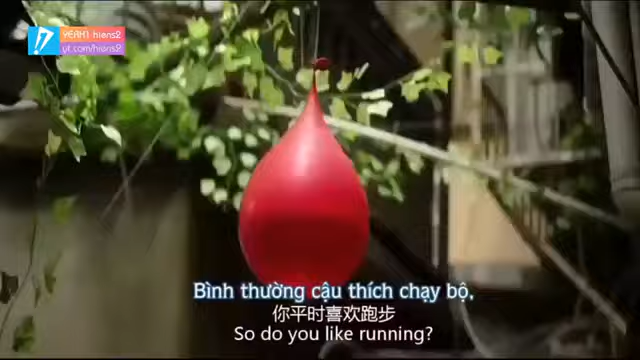 YEAH1 hians2
yt.com/hians2
Bình thường cậu thích chạy bộ,
你平时喜欢跑步
So do you like running?